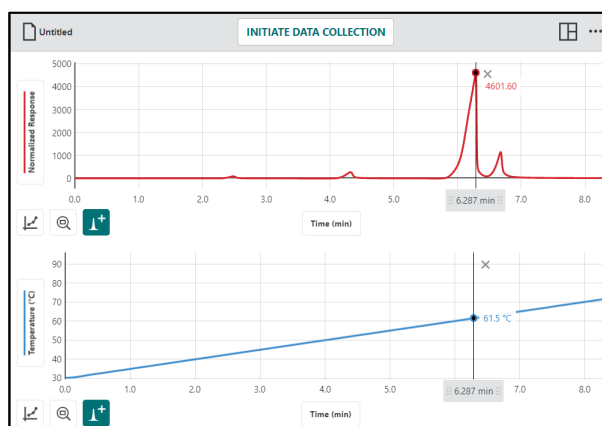 Untitled
INITIATE DATA COLLECTION
Normalized Response
5000
4000
3000
2000
1000
0
4601.60
0.0 1.0 2.0 3.0 4.0 5.0 7.0 8.0
6.287 min
Time (min)
Temperature (°C)
90
80
70
60
50
40
30
61.5 °C
0.0 1.0 2.0 3.0 4.0 5.0 7.0 8.0
6.287 min
Time (min)